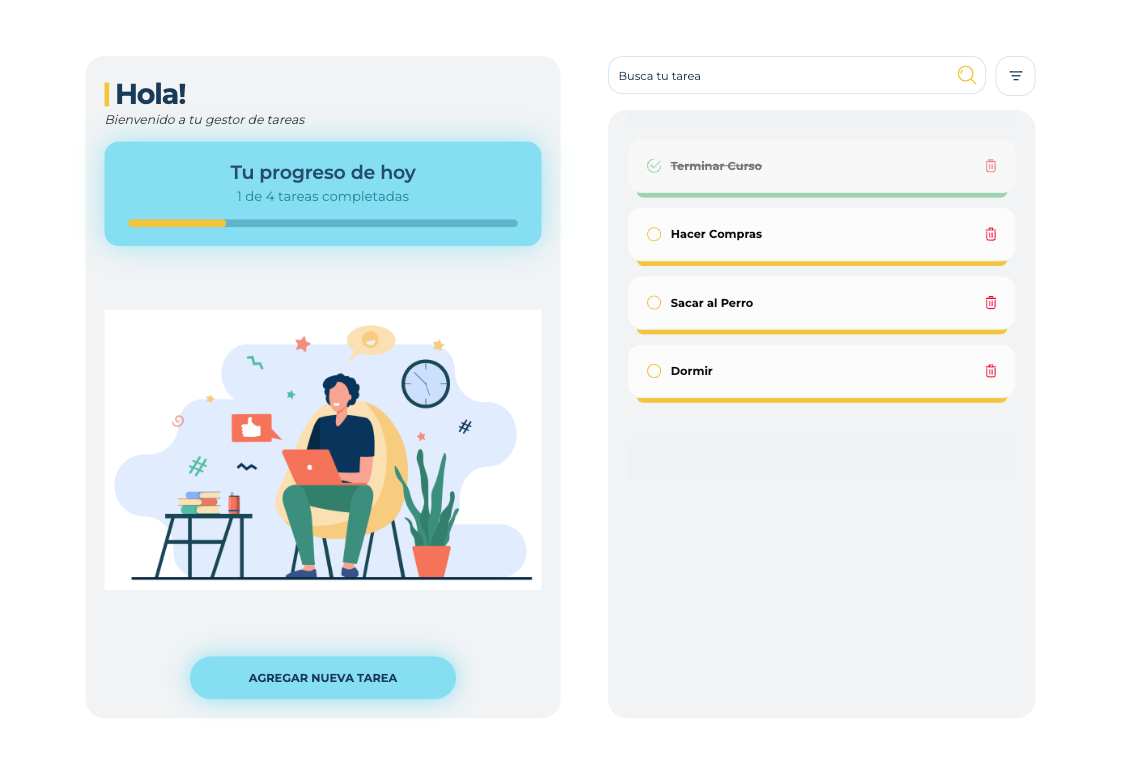 Hola!
Bienvenido a tu gestor de tareas
Tu progreso de hoy
1 de 4 tareas completadas
#
#
AGREGAR NUEVA TAREA
Busca tu tarea
Terminar Curso
Hacer Compras
Sacar al Perro
Dormir